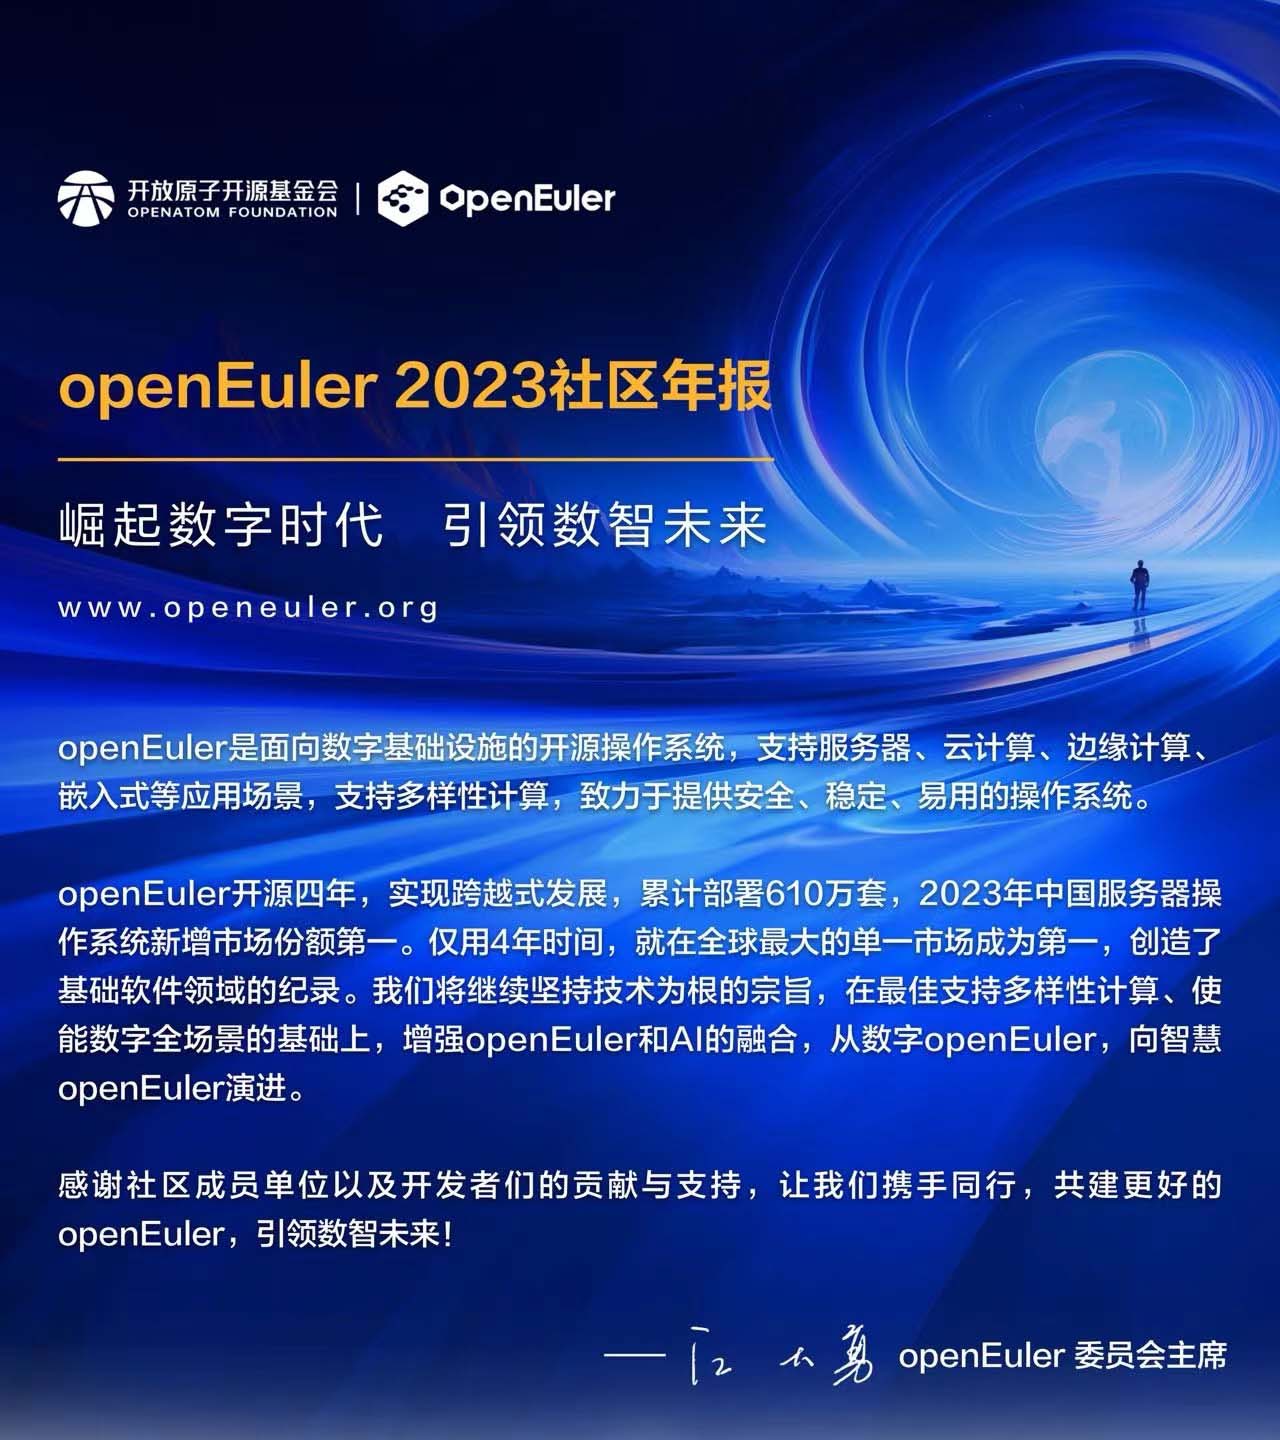 开放原子开源基金会
OPENATOM FOUNDATION
OpenEuler
openEuler 2023社区年报
崛起数字时代 引领数智未来
www.openeuler.org
openEuler是面向数字基础设施的开源操作系统，支持服务器、云计算、边缘计算、
嵌入式等应用场景，支持多样性计算，致力于提供安全、稳定、易用的操作系统。
openEuler开源四年，实现跨越式发展，累计部署610万套，2023年中国服务器操
作系统新增市场份额第一。仅用4年时间，就在全球最大的单一市场成为第一，创造了
基础软件领域的纪录。我们将继续坚持技术为根的宗旨，在最佳支持多样性计算、使
能数字全场景的基础上，增强openEuler和AI的融合，从数字openEuler，向智慧
openEuler演进。
感谢社区成员单位以及开发者们的贡献与支持，让我们携手同行，共建更好的
openEuler，引领数智未来！
—— 江大勇 openEuler 委员会主席